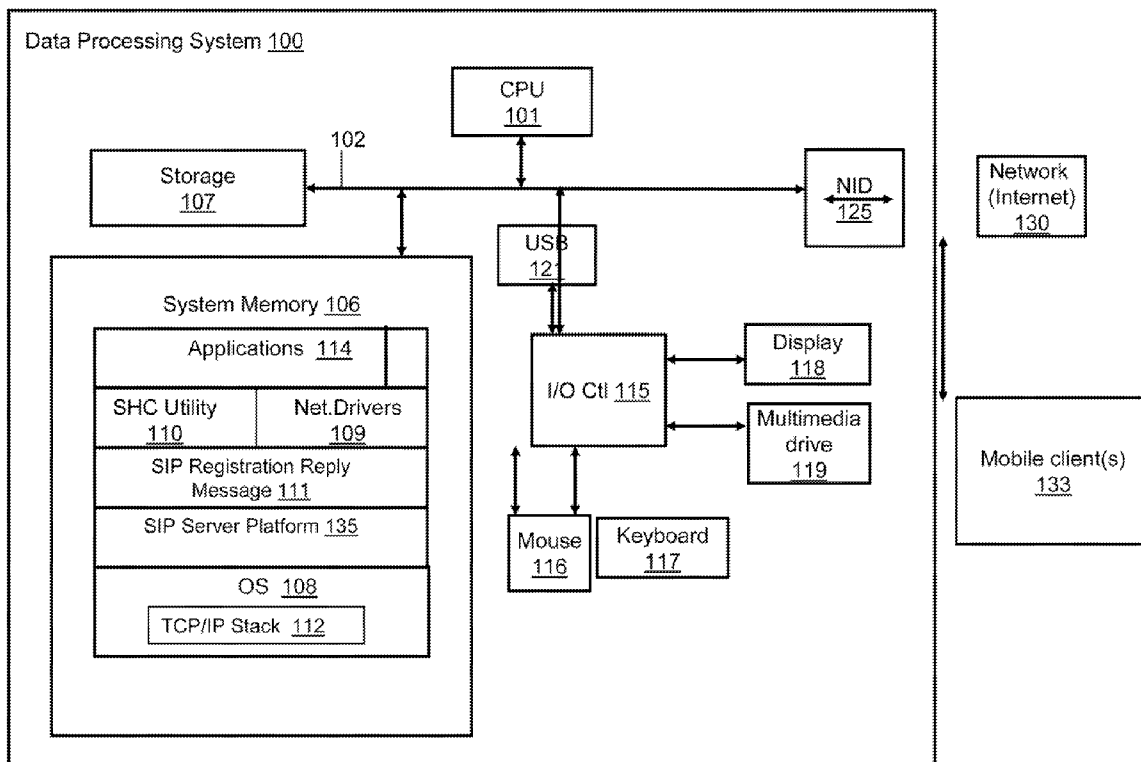 Data Processing System 100
CPU
101
102
Storage
107
NID
125
Network
(Internet)
130
USB
121
System Memory 106
Applications 114
SHC Utility
110
Net.Drivers
109
SIP Registration Reply
Message 111
SIP Server Platform 135
OS 108
TCP/IP Stack 112
I/O Ctl 115
Display
118
Multimedia
drive
119
Mouse
116
Keyboard
117
Mobile client(s)
133